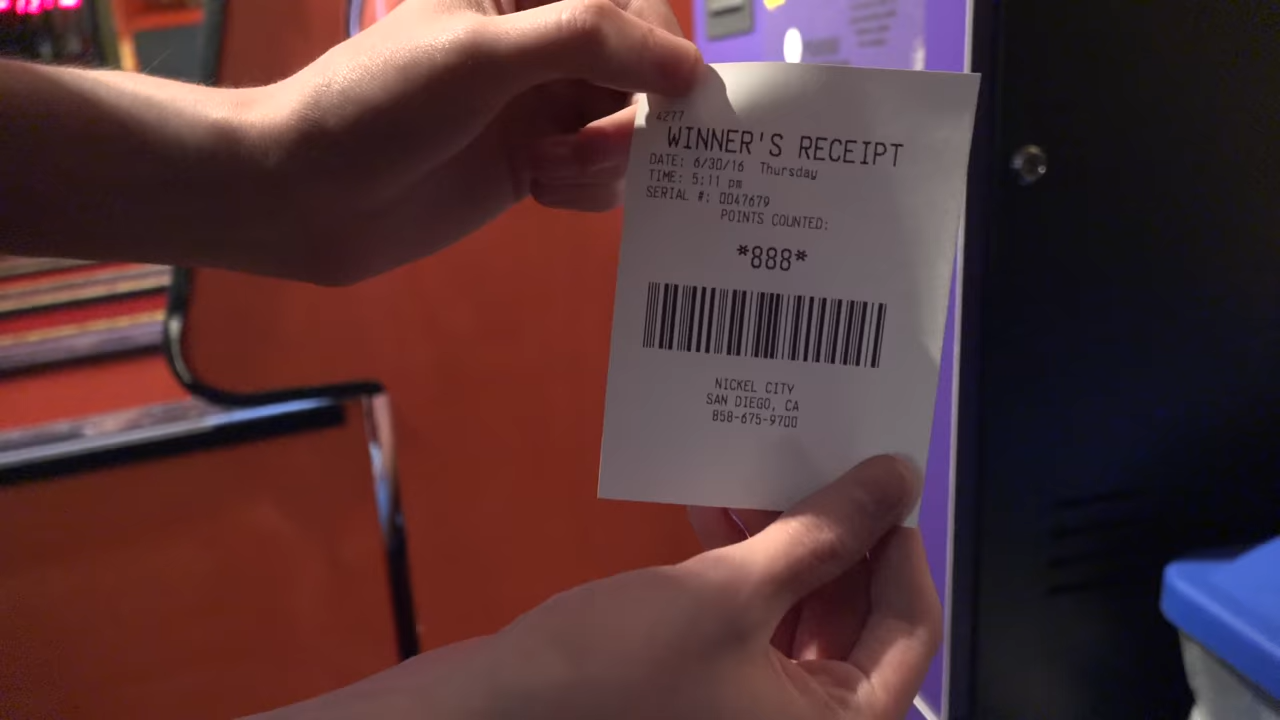 4277
WINNER'S RECEIPT
DATE: 6/30/16 Thursday
TIME: 5:11 pm
SERIAL #: 0047679
POINTS COUNTED:
*888*
NICKEL CITY
SAN DIEGO, CA
858-675-9700